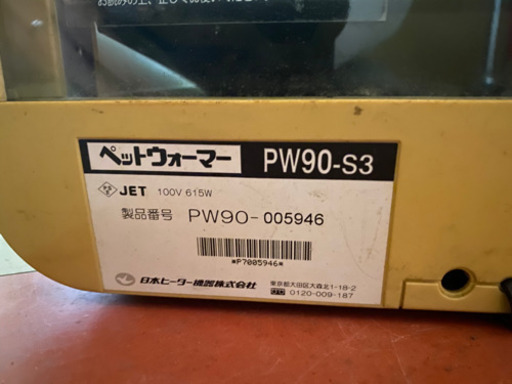 ペットウォーマー PW90-S3
JET 100V 615W
製品番号 PW90-005946
*P7005946*
日本ヒーター機器株式会社
東京都大田区大森北1-18-2
0120-009-187